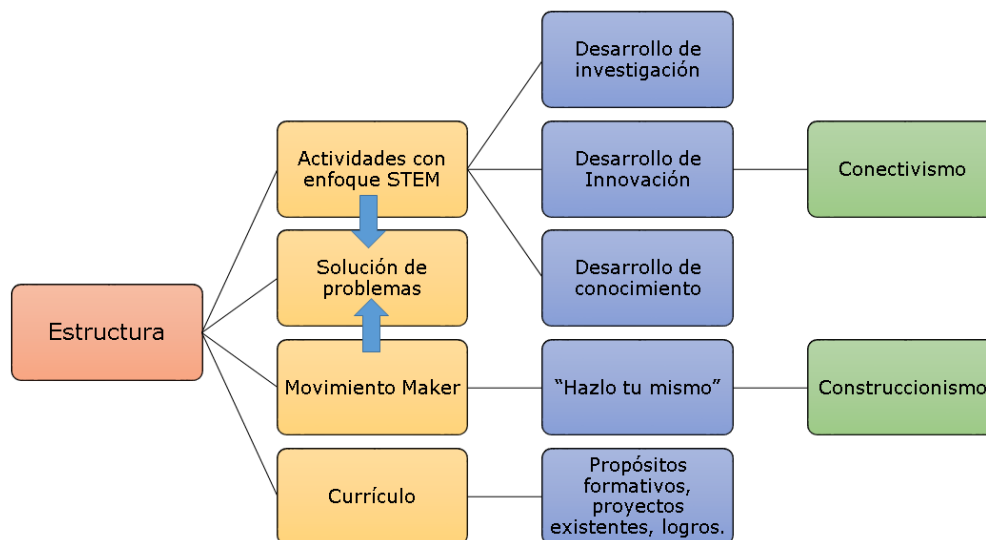 Estructura
Actividades con
enfoque STEM
Solución de
problemas
Movimiento Maker
Currículo
Desarrollo de
investigación
Desarrollo de
Innovación
Desarrollo de
conocimiento
“Hazlo tu mismo”
Propósitos
formativos,
proyectos
existentes, logros.
Conectivismo
Construccionismo